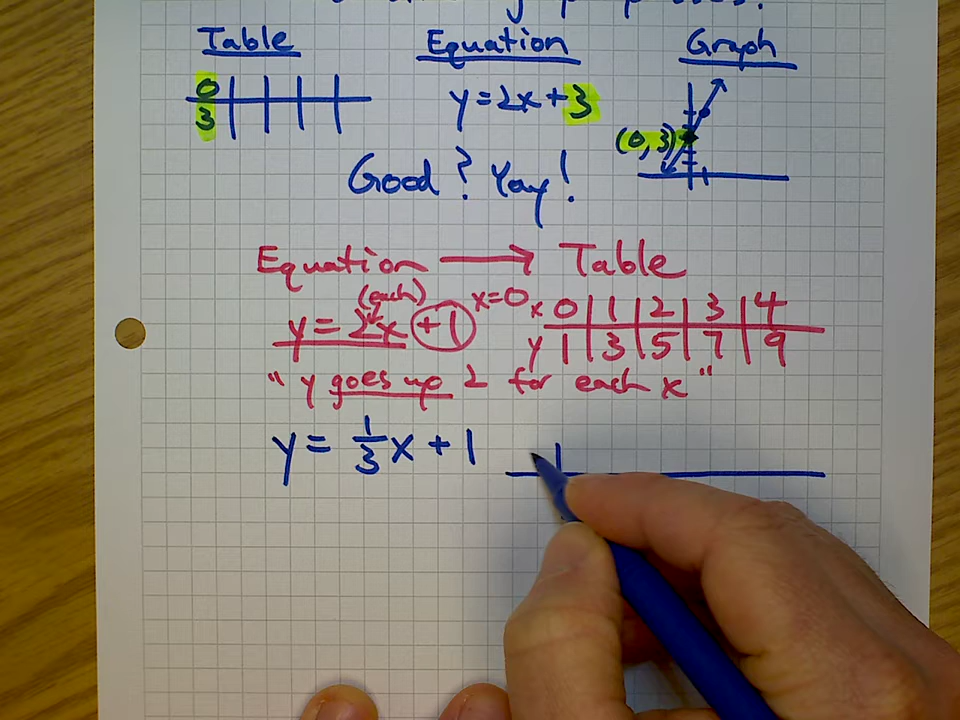 Table Equation Graph
0
3
y = 2x + 3
(0, 3)
Good? Yay!
Equation → Table
(each)
y = 2x + 1
x=0
x 0 1 2 3 4
y 1 3 5 7 9
"y goes up 2 for each x"
y = 1/3 x + 1